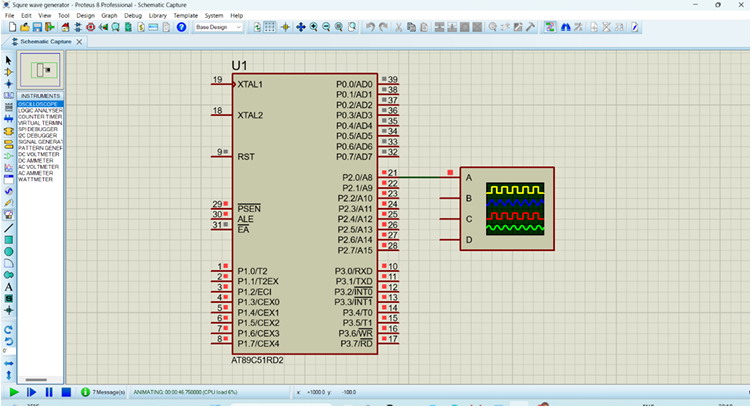 Squre wave generator - Proteus 8 Professional - Schematic Capture
File Edit View Tool Design Graph Debug Library Template System Help
Base Design
Schematic Capture
INSTRUMENTS
OSCILLOSCOPE
LOGIC ANALYSER
COUNTER TIMER
VIRTUAL TERMIN
SPI DEBUGGER
I2C DEBUGGER
SIGNAL GENERAT
PATTERN GENER
DC VOLTMETER
DC AMMETER
AC VOLTMETER
AC AMMETER
WATTMETER
U1
19 XTAL1 P0.0/AD0 39
P0.1/AD1 38
P0.2/AD2 37
18 XTAL2 P0.3/AD3 36
P0.4/AD4 35
P0.5/AD5 34
P0.6/AD6 33
9 RST P0.7/AD7 32
P2.0/A8 21 A
P2.1/A9 22
P2.2/A10 23 B
29 PSEN P2.3/A11 24
30 ALE P2.4/A12 25 C
31 EA P2.5/A13 26
P2.6/A14 27 D
P2.7/A15 28
1 P1.0/T2 P3.0/RXD 10
2 P1.1/T2EX P3.1/TXD 11
3 P1.2/ECI P3.2/INT0 12
4 P1.3/CEX0 P3.3/INT1 13
5 P1.4/CEX1 P3.4/T0 14
6 P1.5/CEX2 P3.5/T1 15
7 P1.6/CEX3 P3.6/WR 16
8 P1.7/CEX4 P3.7/RD 17
AT89C51RD2
0°
7 Message(s) ANIMATING: 00:00:46.750000 (CPU load 6%) x: +1000.0 y: -100.0